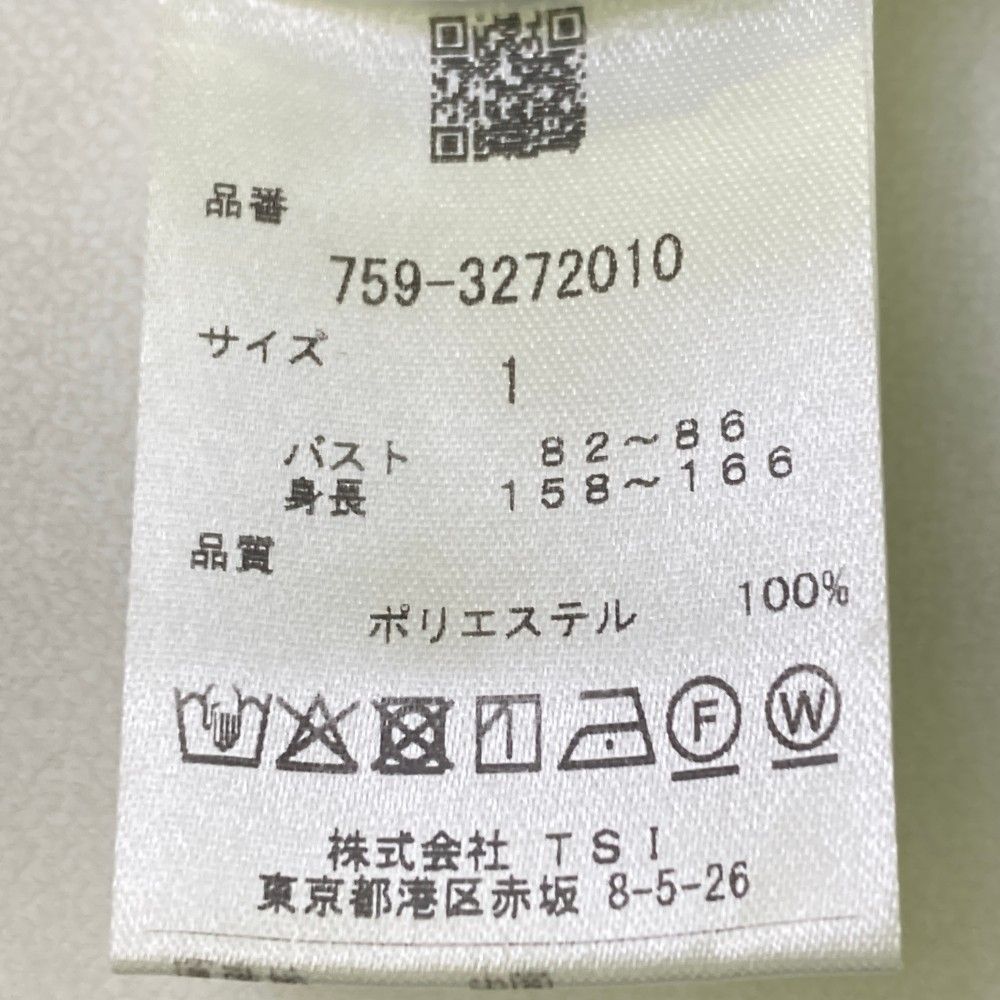 品番
759-3272010
サイズ
1
バスト 82〜86
身長 158〜166
品質
ポリエステル 100%
F W
株式会社 TSI
東京都港区赤坂 8-5-26